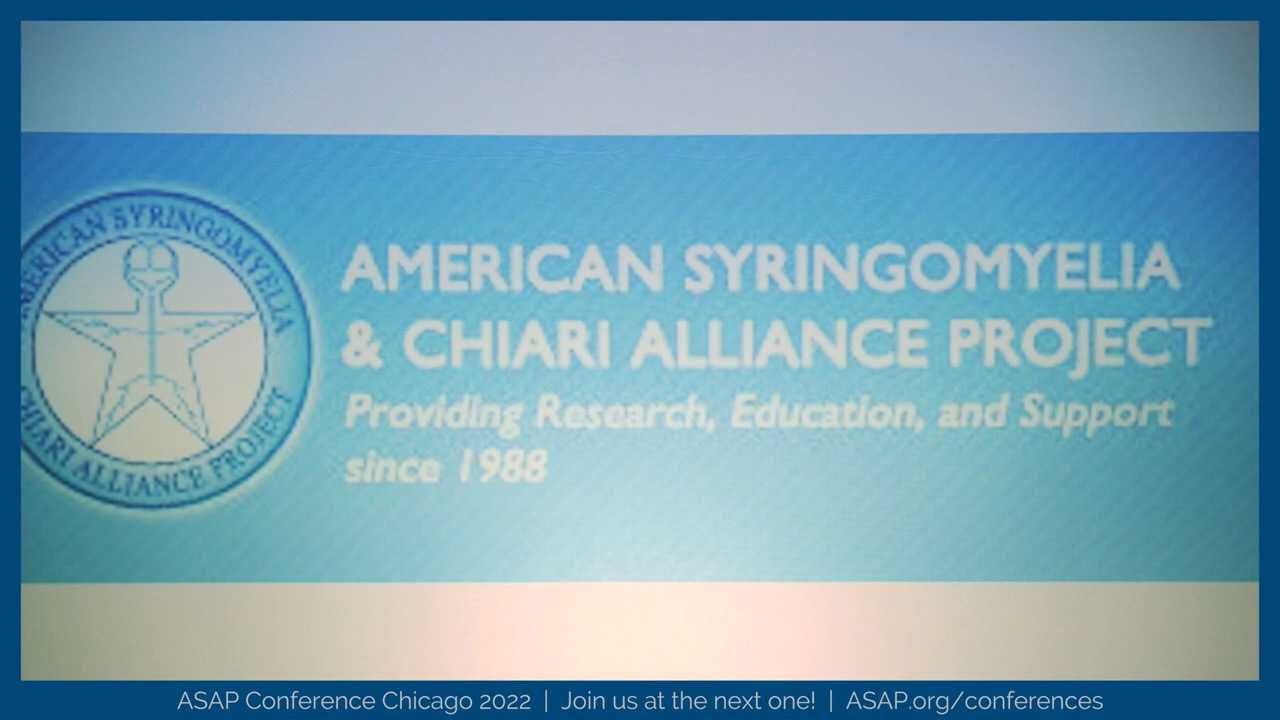 AMERICAN SYRINGOMYELIA
CHIARI ALLIANCE PROJECT
AMERICAN SYRINGOMYELIA
& CHIARI ALLIANCE PROJECT
Providing Research, Education, and Support
since 1988
ASAP Conference Chicago 2022 | Join us at the next one! | ASAP.org/conferences